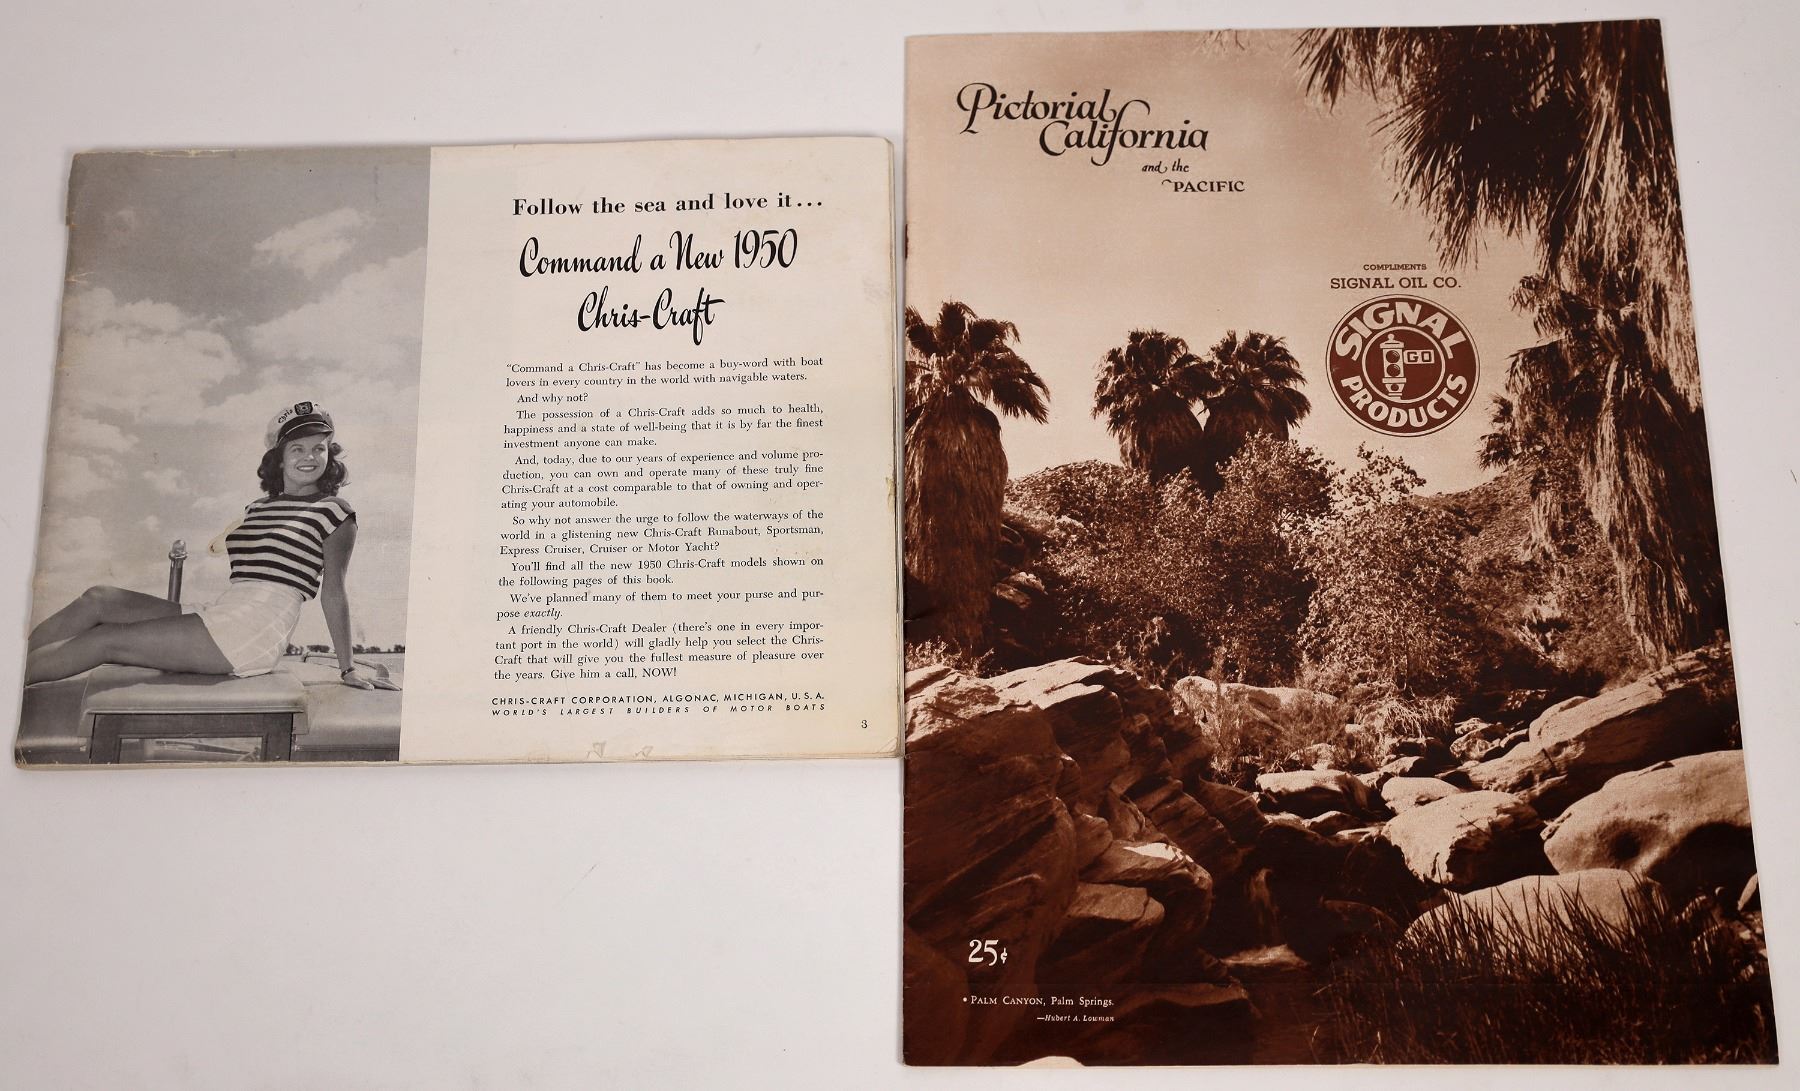 Chris
Follow the sea and love it...
Command a New 1950
Chris-Craft
"Command a Chris-Craft" has become a buy-word with boat
lovers in every country in the world with navigable waters.
And why not?
The possession of a Chris-Craft adds so much to health,
happiness and a state of well-being that it is by far the finest
investment anyone can make.
And, today, due to our years of experience and volume pro-
duction, you can own and operate many of these truly fine
Chris-Craft at a cost comparable to that of owning and oper-
ating your automobile.
So why not answer the urge to follow the waterways of the
world in a glistening new Chris-Craft Runabout, Sportsman,
Express Cruiser, Cruiser or Motor Yacht?
You'll find all the new 1950 Chris-Craft models shown on
the following pages of this book.
We've planned many of them to meet your purse and pur-
pose exactly.
A friendly Chris-Craft Dealer (there's one in every impor-
tant port in the world) will gladly help you select the Chris-
Craft that will give you the fullest measure of pleasure over
the years. Give him a call, NOW!
CHRIS-CRAFT CORPORATION, ALGONAC, MICHIGAN, U.S.A.
WORLD'S LARGEST BUILDERS OF MOTOR BOATS
3
Pictorial
California
and the
PACIFIC
COMPLIMENTS
SIGNAL OIL CO.
SIGNAL
GO
PRODUCTS
25¢
• PALM CANYON, Palm Springs.
—Hubert A. Lowman